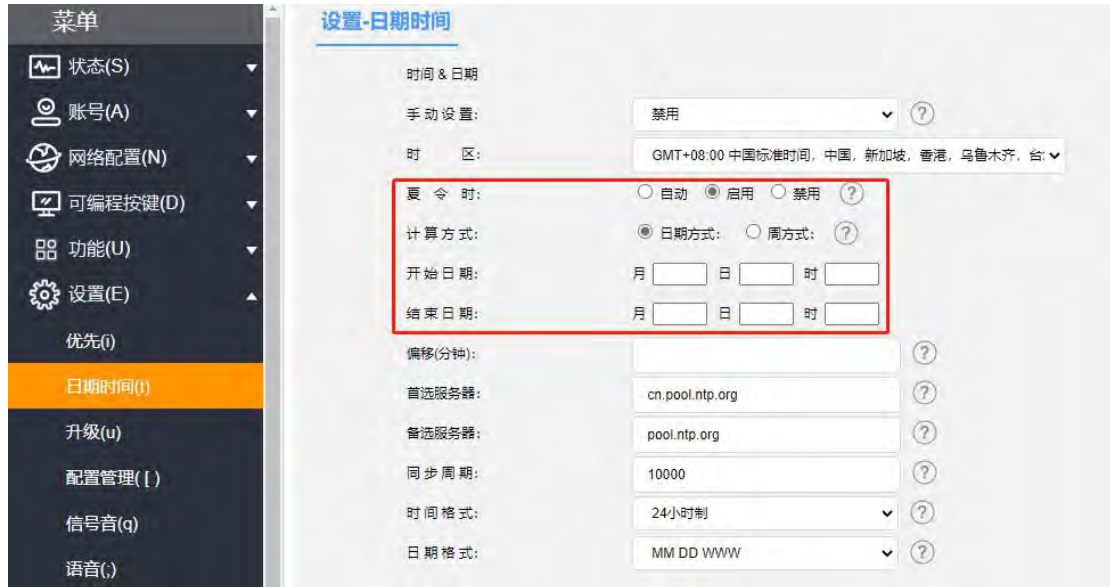 菜单
状态(S)
账号(A)
网络配置(N)
可编程按键(D)
功能(U)
设置(E)
优先(i)
日期时间(t)
升级(u)
配置管理( [ )
信号音(q)
语音(;)
设置-日期时间
时间 & 日期
手动设置: 禁用 ?
时 区: GMT+08:00 中国标准时间，中国，新加坡，香港，乌鲁木齐，台:
夏 令 时: 自动 启用 禁用 ?
计算方式: 日期方式: 周方式: ?
开始日期: 月 日 时
结束日期: 月 日 时
偏移(分钟): ?
首选服务器: cn.pool.ntp.org ?
备选服务器: pool.ntp.org ?
同步周期: 10000 ?
时间格式: 24小时制 ?
日期格式: MM DD WWW ?